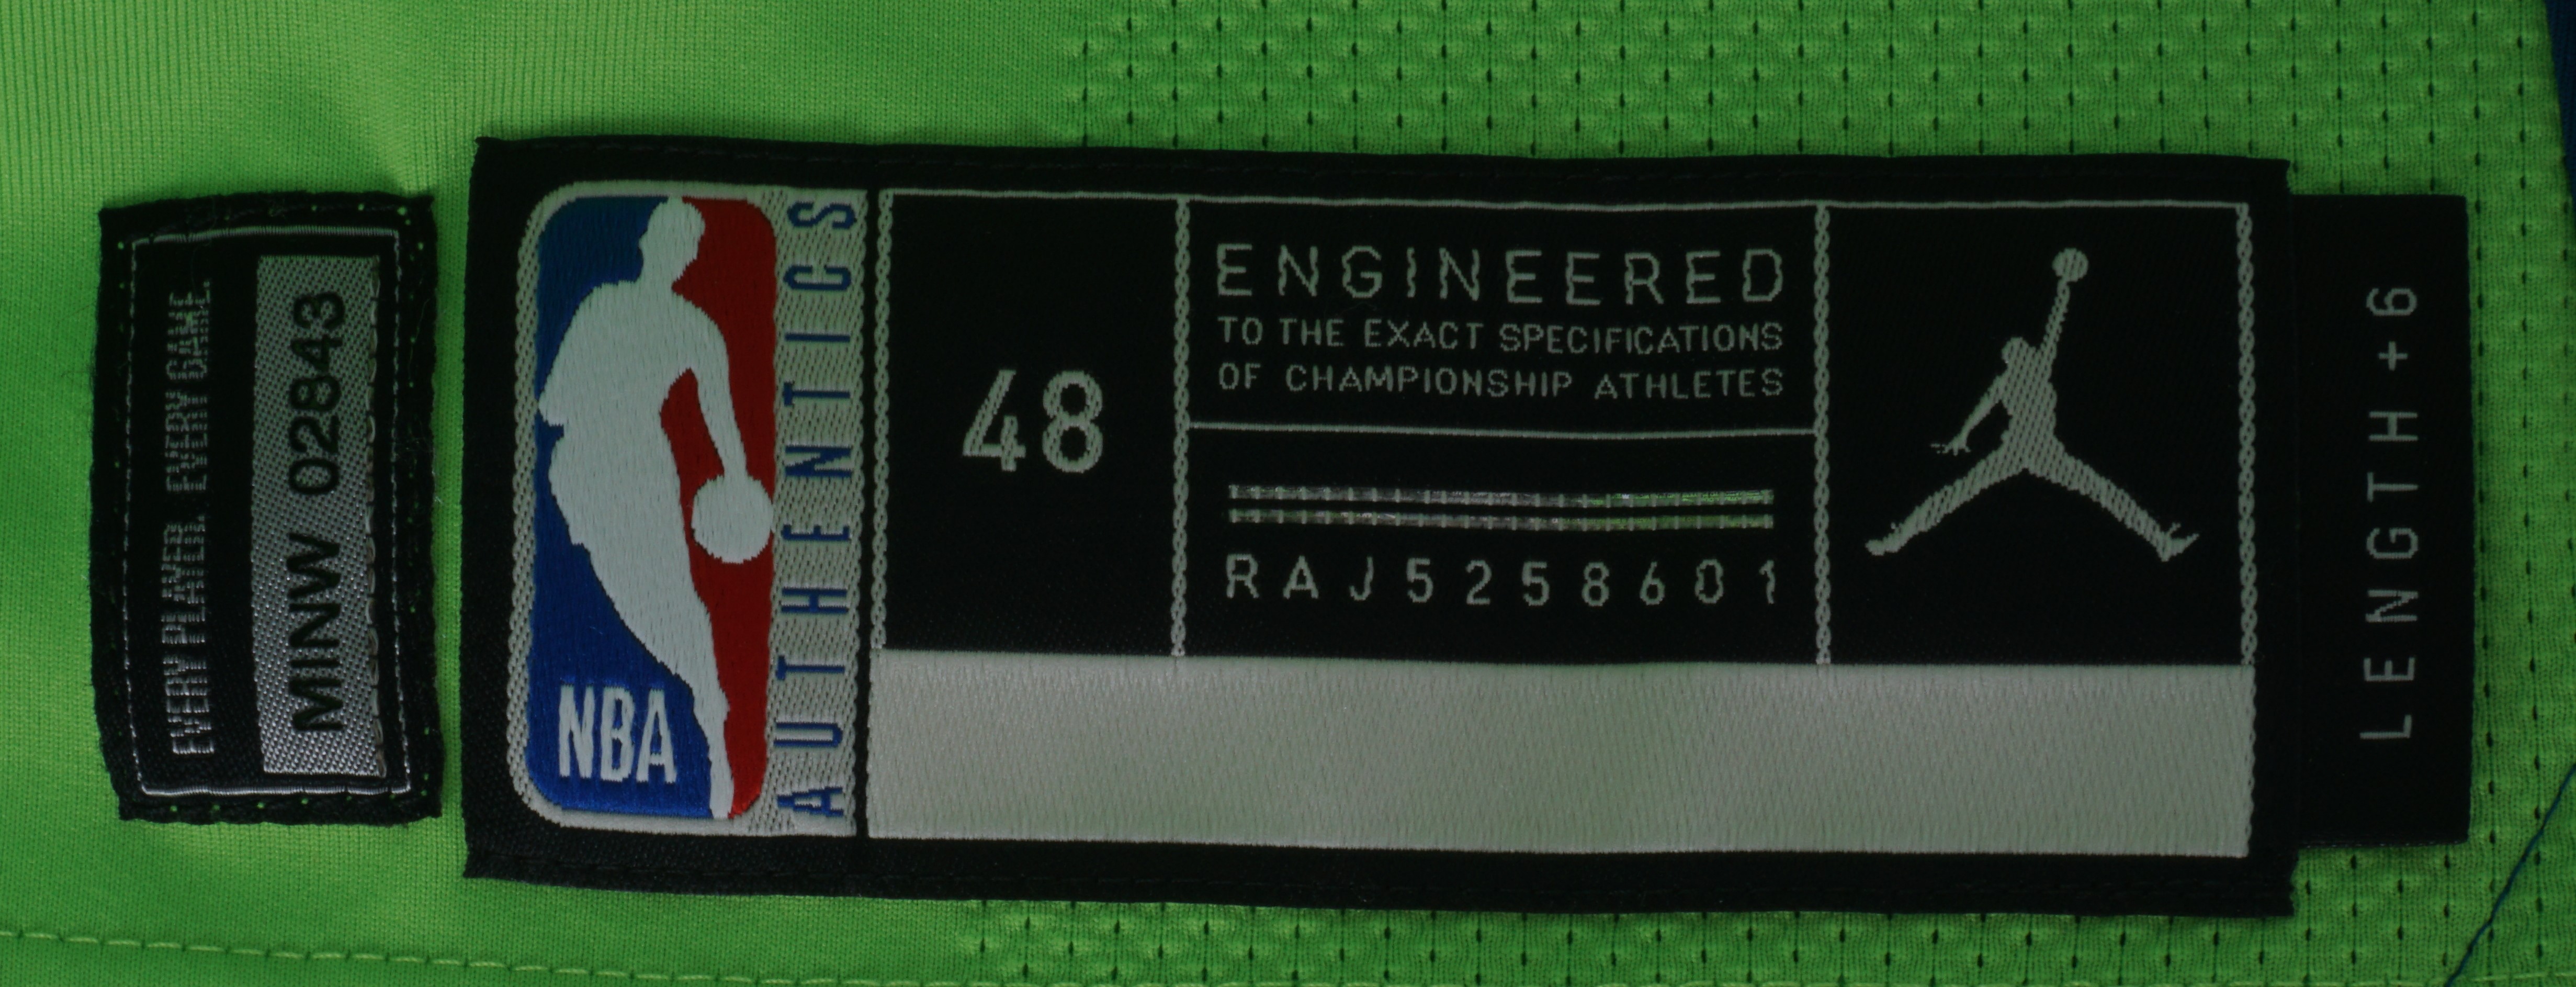 EVERY PLAYER. EVERY GAME.
MINW 02843
NBA
AUTHENTICS
48
ENGINEERED
TO THE EXACT SPECIFICATIONS
OF CHAMPIONSHIP ATHLETES
RAJ5258601
LENGTH+6